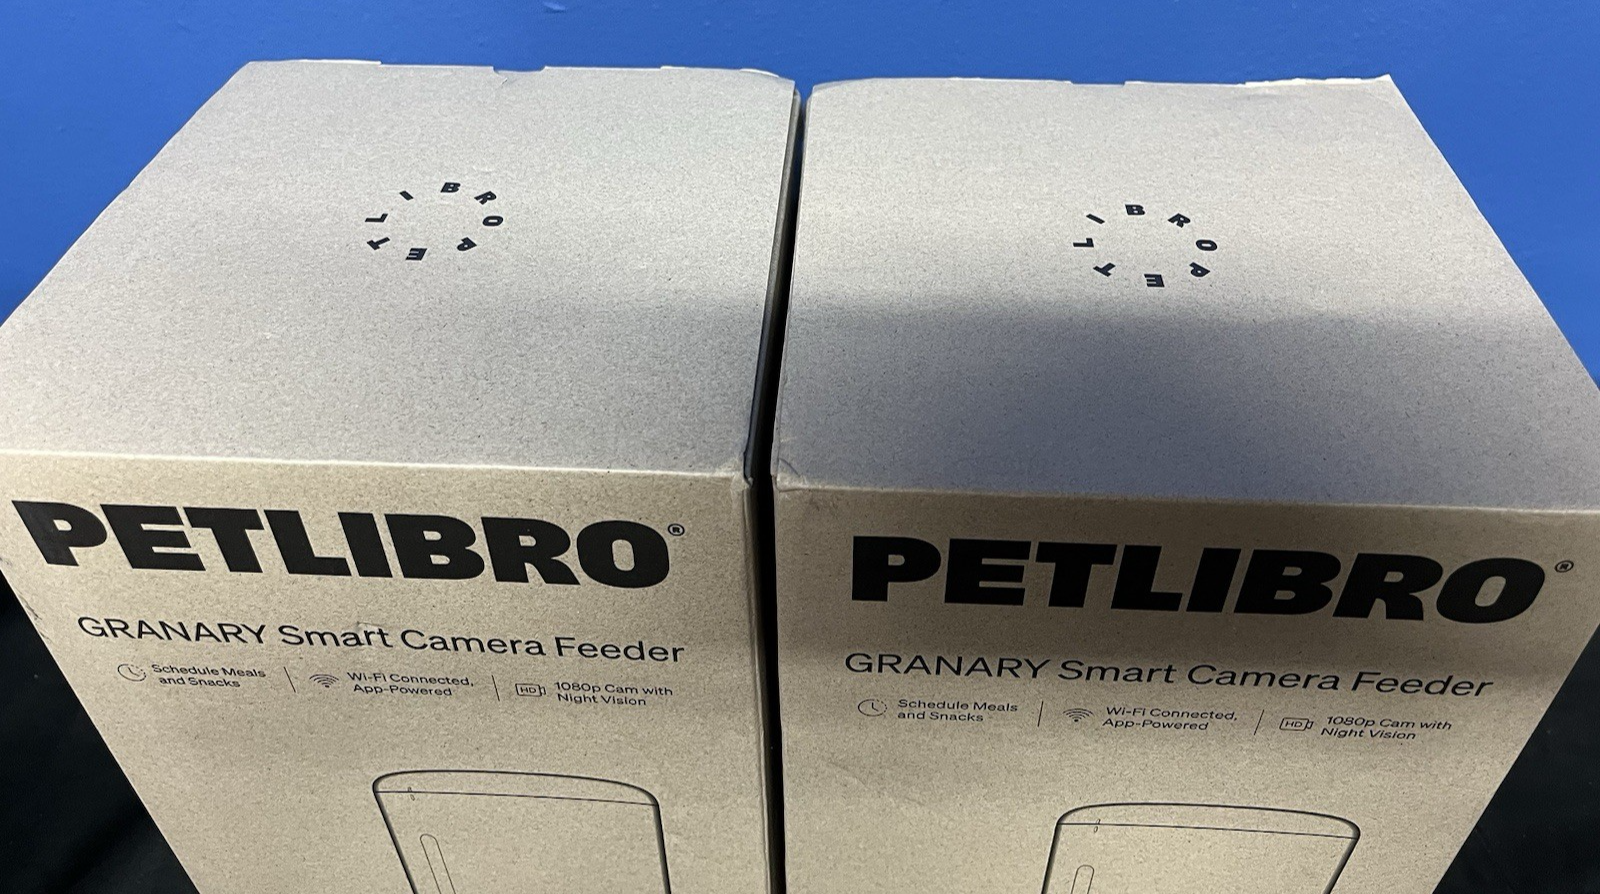 PETLIBRO
PETLIBRO
PETLIBRO®
GRANARY Smart Camera Feeder
Schedule Meals
and Snacks
Wi-Fi Connected,
App-Powered
HD
1080p Cam with
Night Vision
PETLIBRO®
GRANARY Smart Camera Feeder
Schedule Meals
and Snacks
Wi-Fi Connected,
App-Powered
HD
1080p Cam with
Night Vision